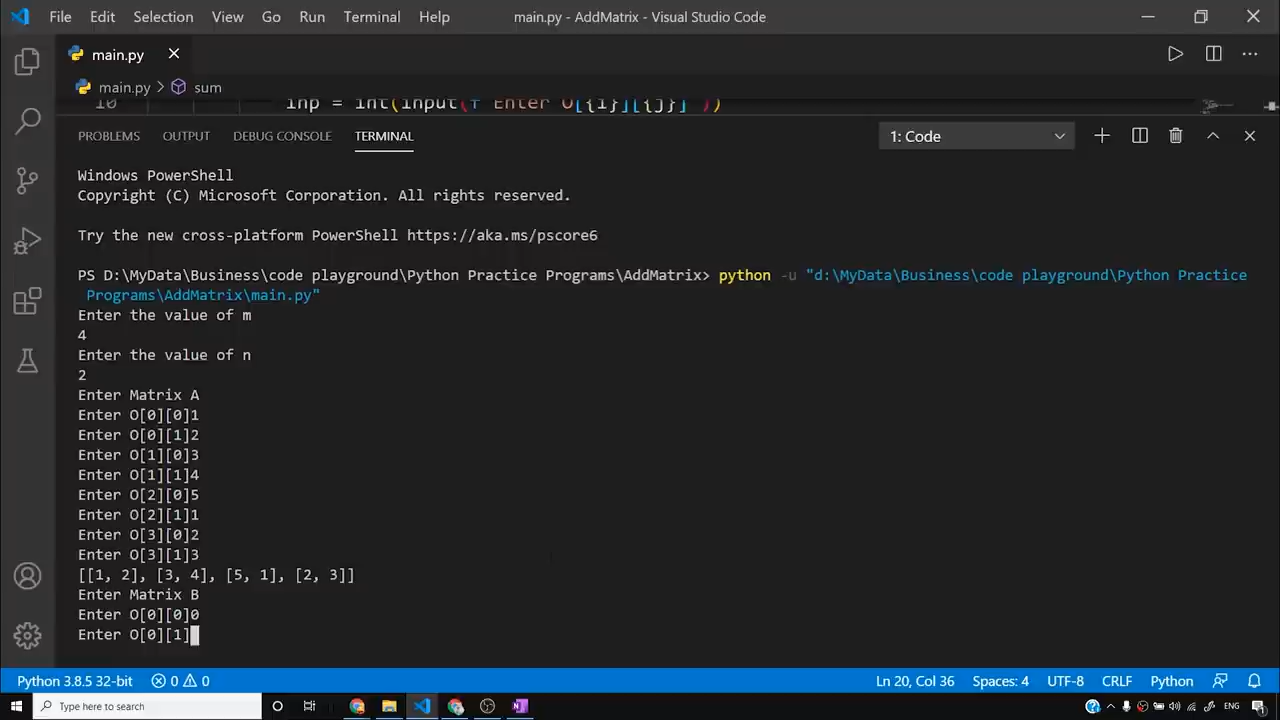 File Edit Selection View Go Run Terminal Help main.py - AddMatrix - Visual Studio Code
main.py
main.py > sum
10 inp = int(input(f"Enter O[{i}][{j}]"))
PROBLEMS OUTPUT DEBUG CONSOLE TERMINAL 1: Code
Windows PowerShell
Copyright (C) Microsoft Corporation. All rights reserved.
Try the new cross-platform PowerShell https://aka.ms/pscore6
PS D:\MyData\Business\code playground\Python Practice Programs\AddMatrix> python -u "d:\MyData\Business\code playground\Python Practice
Programs\AddMatrix\main.py"
Enter the value of m
4
Enter the value of n
2
Enter Matrix A
Enter O[0][0]1
Enter O[0][1]2
Enter O[1][0]3
Enter O[1][1]4
Enter O[2][0]5
Enter O[2][1]1
Enter O[3][0]2
Enter O[3][1]3
[[1, 2], [3, 4], [5, 1], [2, 3]]
Enter Matrix B
Enter O[0][0]0
Enter O[0][1]
Python 3.8.5 32-bit 0 0 Ln 20, Col 36 Spaces: 4 UTF-8 CRLF Python
Type here to search ENG